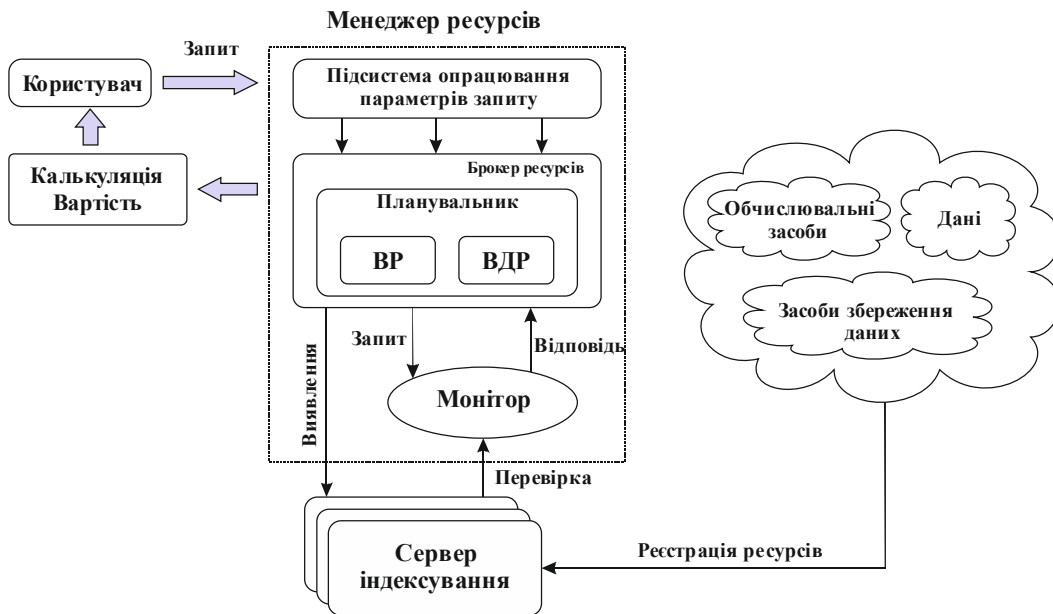 Менеджер ресурсів
Запит
Користувач
Підсистема опрацювання
параметрів запиту
Калькуляція
Вартість
Брокер ресурсів
Планувальник
ВР
ВДР
Обчислювальні
засоби
Дані
Засоби збереження
даних
Виявлення
Запит
Відповідь
Монітор
Перевірка
Сервер
індексування
Реєстрація ресурсів